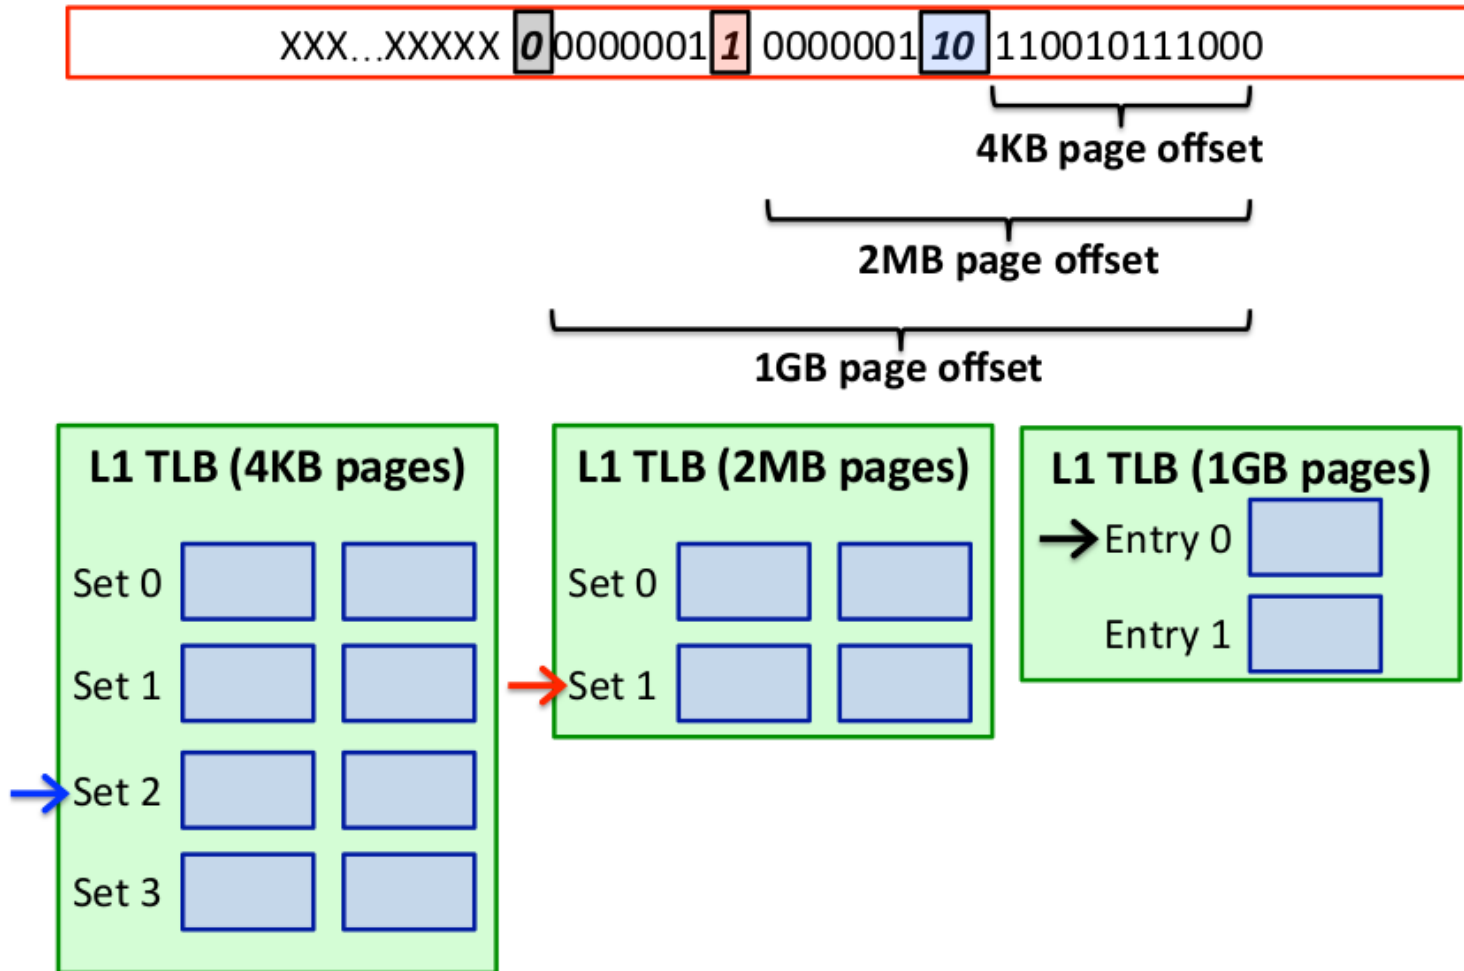 XXX...XXXXX 0 0000001 1 0000001 10 110010111000
4KB page offset
2MB page offset
1GB page offset
L1 TLB (4KB pages)
Set 0
Set 1
Set 2
Set 3
L1 TLB (2MB pages)
Set 0
Set 1
L1 TLB (1GB pages)
Entry 0
Entry 1